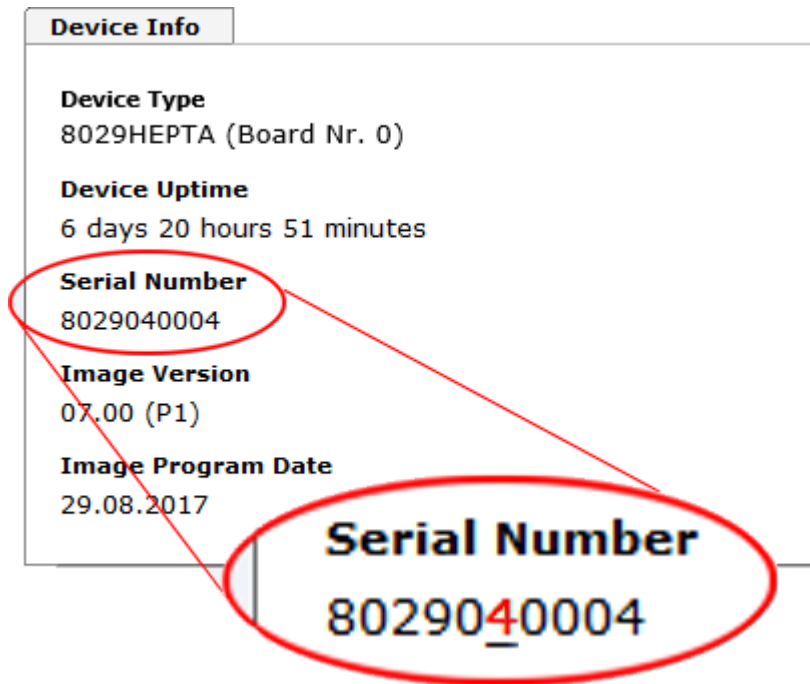 Device Info
Device Type
8029HEPTA (Board Nr. 0)
Device Uptime
6 days 20 hours 51 minutes
Serial Number
8029040004
Image Version
07.00 (P1)
Image Program Date
29.08.2017
Serial Number
8029040004